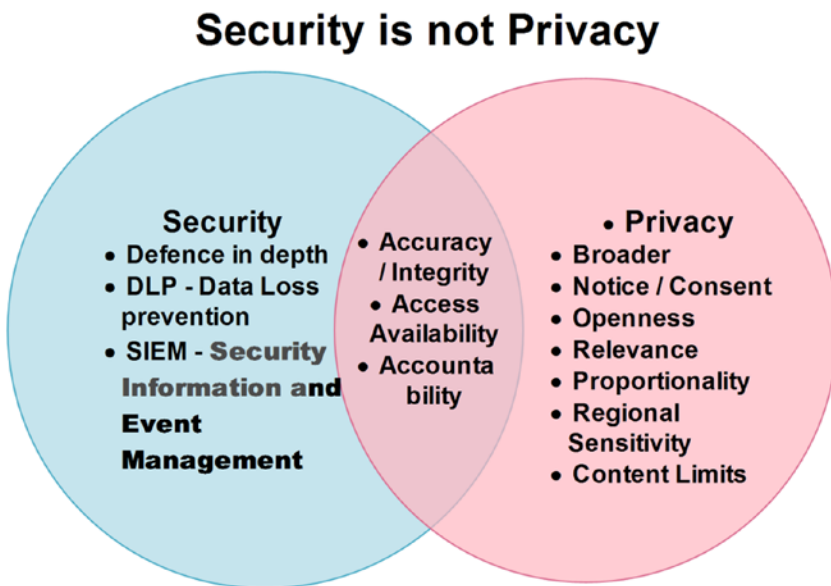 Security is not Privacy
Security
• Defence in depth
• DLP - Data Loss
prevention
• SIEM - Security
Information and
Event
Management
• Accuracy
/ Integrity
• Access
Availability
• Accounta
bility
• Privacy
• Broader
• Notice / Consent
• Openness
• Relevance
• Proportionality
• Regional
Sensitivity
• Content Limits